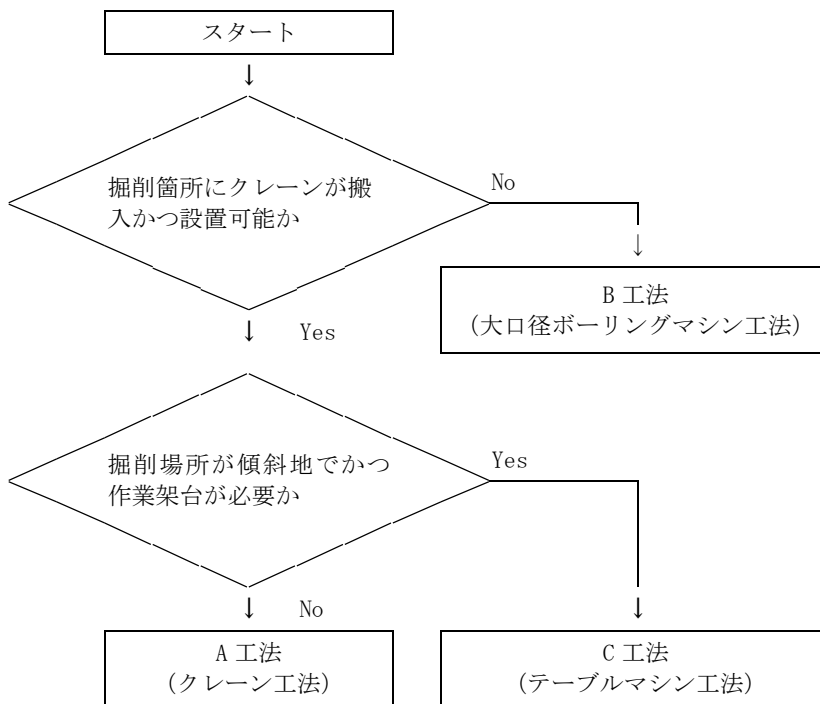 スタート
↓
掘削箇所にクレーンが搬
入かつ設置可能か
No
↓
B 工法
(大口径ボーリングマシン工法)
↓ Yes
掘削場所が傾斜地でかつ
作業架台が必要か
Yes
↓ No
↓
A 工法
(クレーン工法)
C 工法
(テーブルマシン工法)